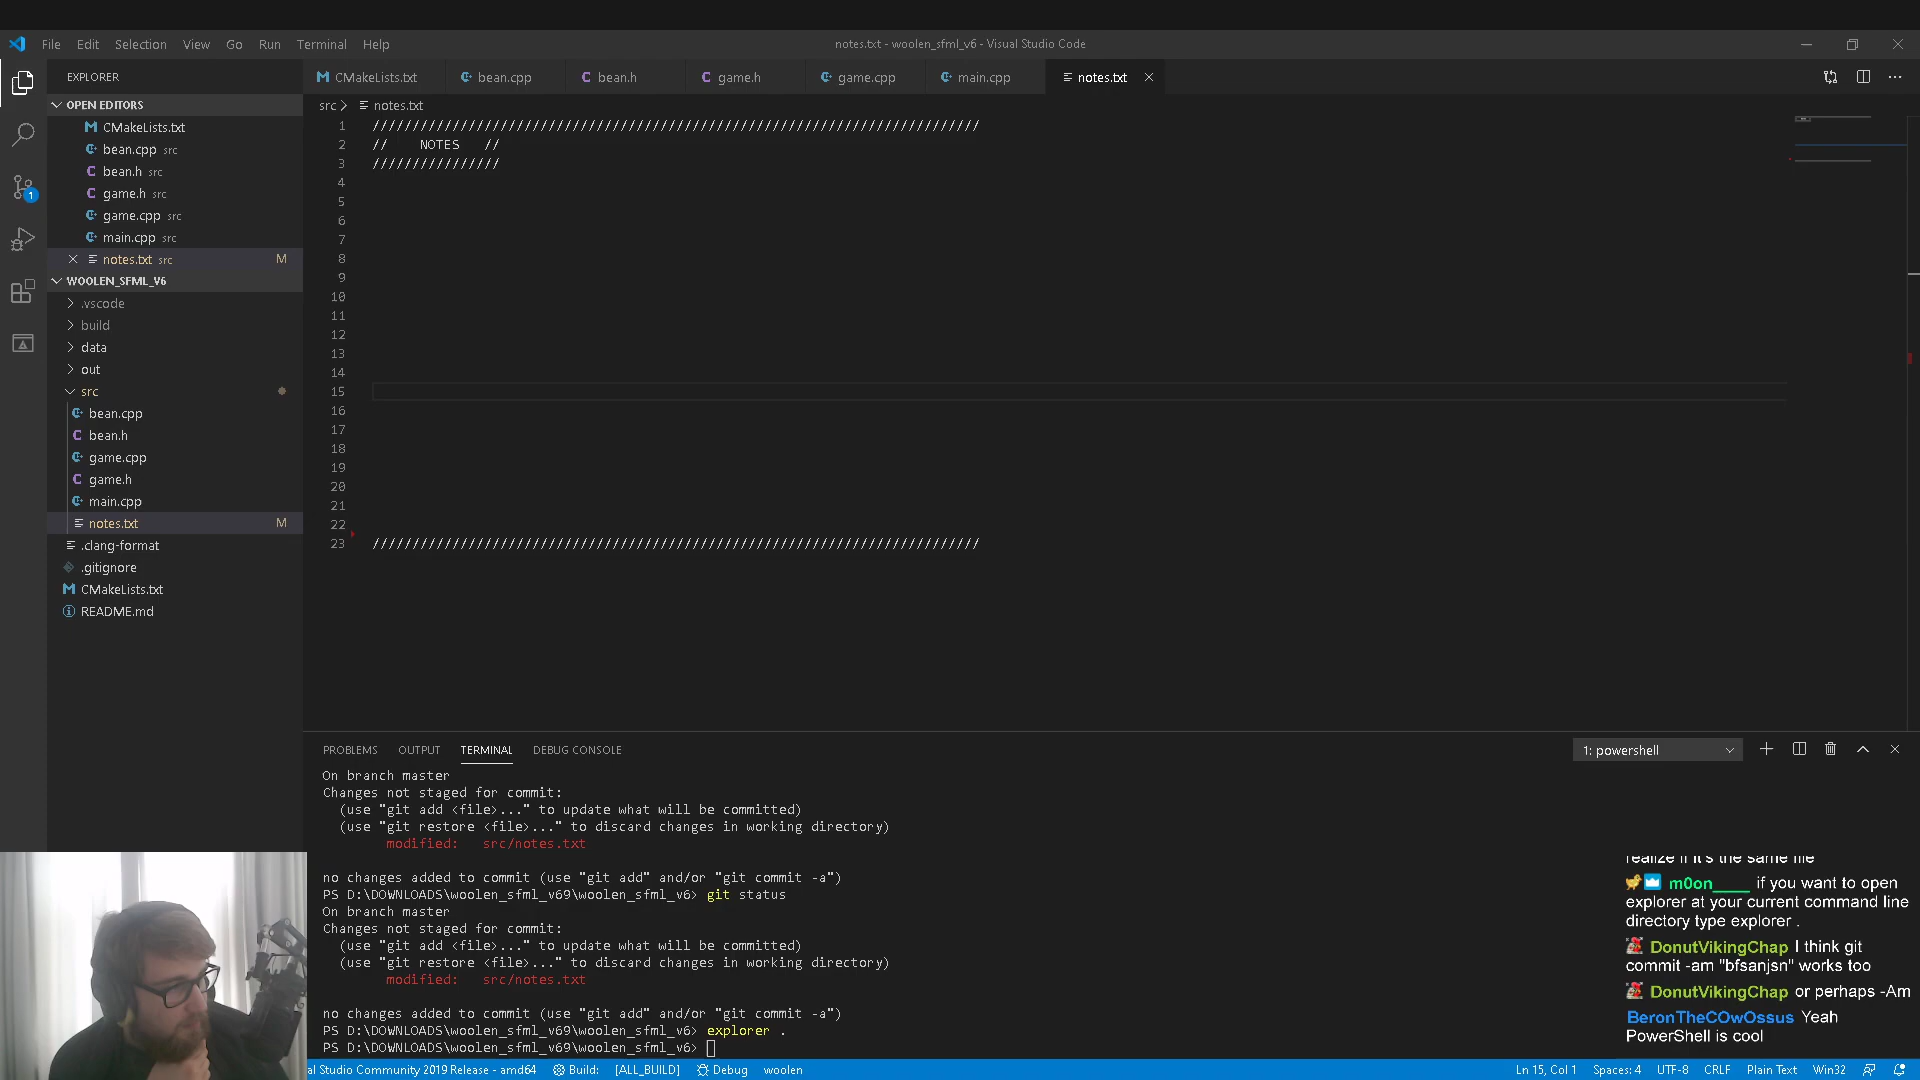 File Edit Selection View Go Run Terminal Help
notes.txt - woolen_sfml_v6 - Visual Studio Code
EXPLORER
OPEN EDITORS
CMakeLists.txt
bean.cpp src
bean.h src
game.h src
game.cpp src
main.cpp src
notes.txt src M
WOOLEN_SFML_V6
.vscode
build
data
out
src
bean.cpp
bean.h
game.cpp
game.h
main.cpp
notes.txt M
.clang-format
.gitignore
CMakeLists.txt
README.md
1
CMakeLists.txt bean.cpp bean.h game.h game.cpp main.cpp notes.txt
src > notes.txt
1 ////////////////////////////////////////////////////////////////////////////
2 // NOTES //
3 ////////////////
4
5
6
7
8
9
10
11
12
13
14
15
16
17
18
19
20
21
22
23 ////////////////////////////////////////////////////////////////////////////
PROBLEMS OUTPUT TERMINAL DEBUG CONSOLE
1: powershell
On branch master
Changes not staged for commit:
(use "git add <file>..." to update what will be committed)
(use "git restore <file>..." to discard changes in working directory)
modified: src/notes.txt
no changes added to commit (use "git add" and/or "git commit -a")
PS D:\DOWNLOADS\woolen_sfml_v69\woolen_sfml_v6> git status
On branch master
Changes not staged for commit:
(use "git add <file>..." to update what will be committed)
(use "git restore <file>..." to discard changes in working directory)
modified: src/notes.txt
no changes added to commit (use "git add" and/or "git commit -a")
PS D:\DOWNLOADS\woolen_sfml_v69\woolen_sfml_v6> explorer .
PS D:\DOWNLOADS\woolen_sfml_v69\woolen_sfml_v6>
realize if it's the same file
m0on____ if you want to open
explorer at your current command line
directory type explorer .
DonutVikingChap I think git
commit -am "bfsanjsn" works too
DonutVikingChap or perhaps -Am
BeronTheCOwOssus Yeah
PowerShell is cool
al Studio Community 2019 Release - amd64 Build: [ALL_BUILD] Debug woolen
Ln 15, Col 1 Spaces: 4 UTF-8 CRLF Plain Text Win32